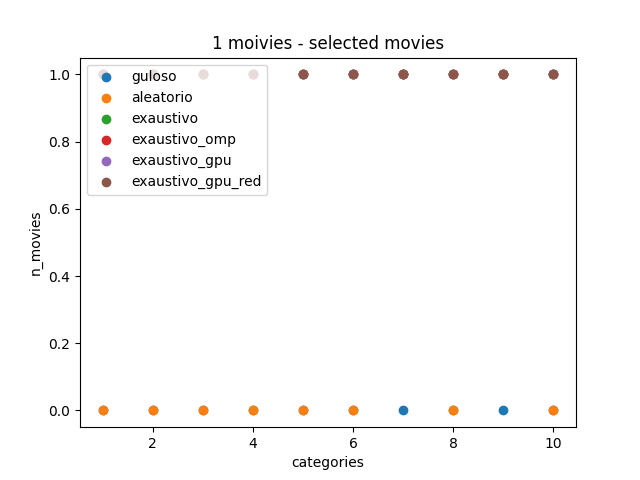 1 moivies - selected movies
n_movies
1.0
0.8
0.6
0.4
0.2
0.0
guloso
aleatorio
exaustivo
exaustivo_omp
exaustivo_gpu
exaustivo_gpu_red
2 4 6 8 10
categories